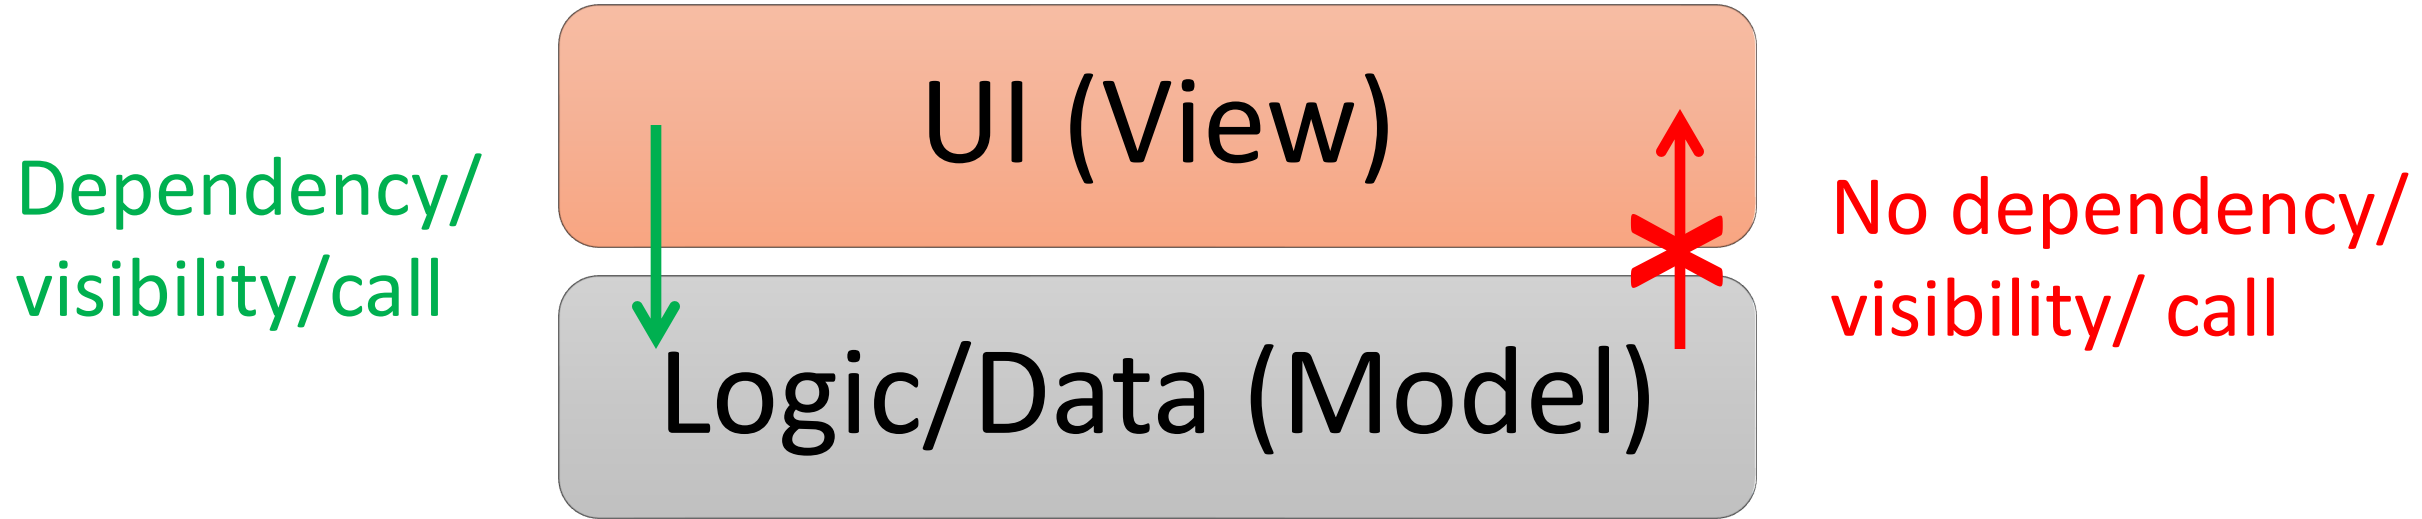 UI (View)
Dependency/
visibility/call
No dependency/
visibility/ call
Logic/Data (Model)